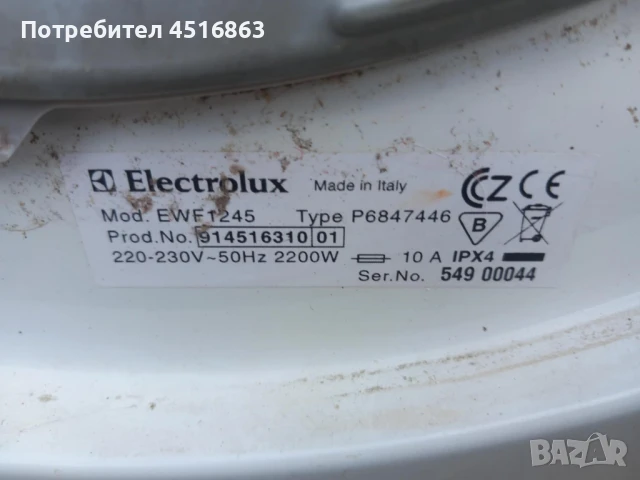 Потребител 4516863
Electrolux Made in Italy
Mod. EWF1245 Type P6847446
Prod.No. 914516310 01
220-230V~50Hz 2200W 10 A IPX4
Ser.No. 549 00044
CZ CE
B
BAZAR